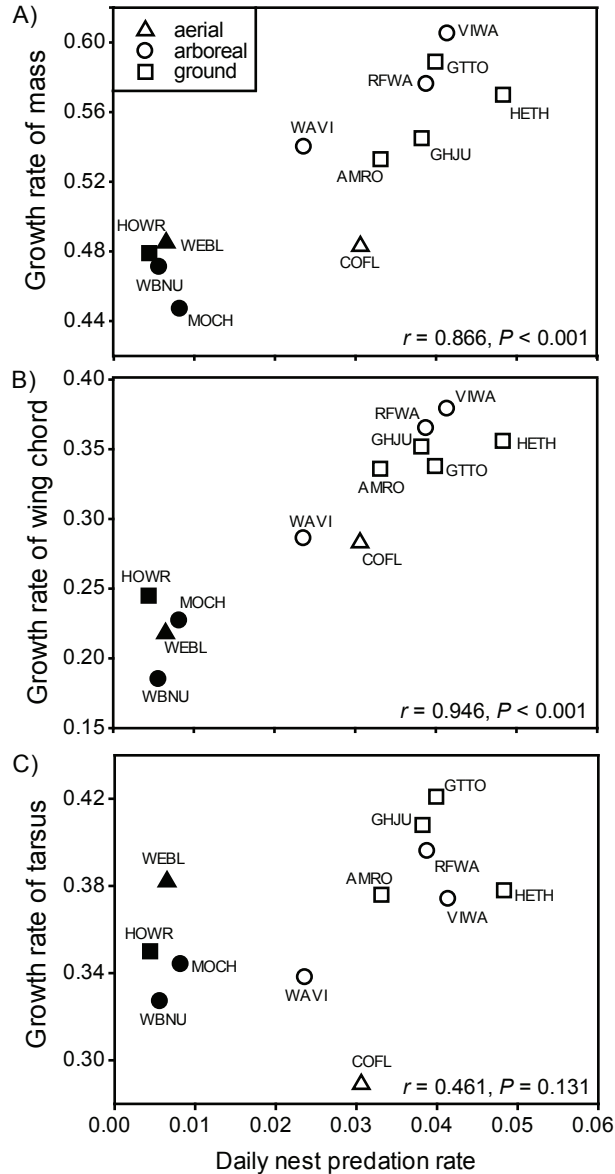 A)
aerial
arboreal
ground
Growth rate of mass
0.60
0.56
0.52
0.48
0.44
VIWA
GTTO
RFWA
HETH
WAVI
GHJU
AMRO
HOWR
WEBL
COFL
WBNU
MOCH
r = 0.866, P < 0.001
B)
Growth rate of wing chord
0.40
0.35
0.30
0.25
0.20
0.15
VIWA
RFWA
GHJU
HETH
GTTO
AMRO
WAVI
COFL
HOWR
MOCH
WEBL
WBNU
r = 0.946, P < 0.001
C)
Growth rate of tarsus
0.42
0.38
0.34
0.30
GTTO
GHJU
WEBL
RFWA
AMRO
HETH
VIWA
HOWR
MOCH
WAVI
WBNU
COFL
r = 0.461, P = 0.131
0.00 0.01 0.02 0.03 0.04 0.05 0.06
Daily nest predation rate